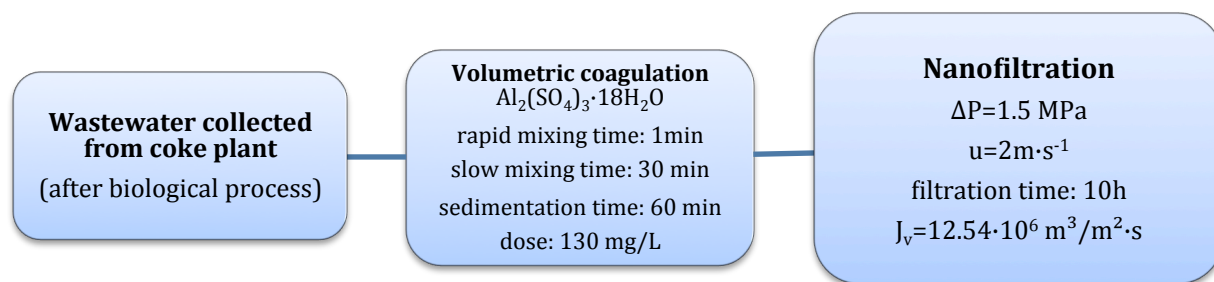 Wastewater collected
from coke plant
(after biological process)
Volumetric coagulation
Al₂(SO₄)₃·18H₂O
rapid mixing time: 1min
slow mixing time: 30 min
sedimentation time: 60 min
dose: 130 mg/L
Nanofiltration
ΔP=1.5 MPa
u=2m·s⁻¹
filtration time: 10h
Jᵥ=12.54·10⁶ m³/m²·s